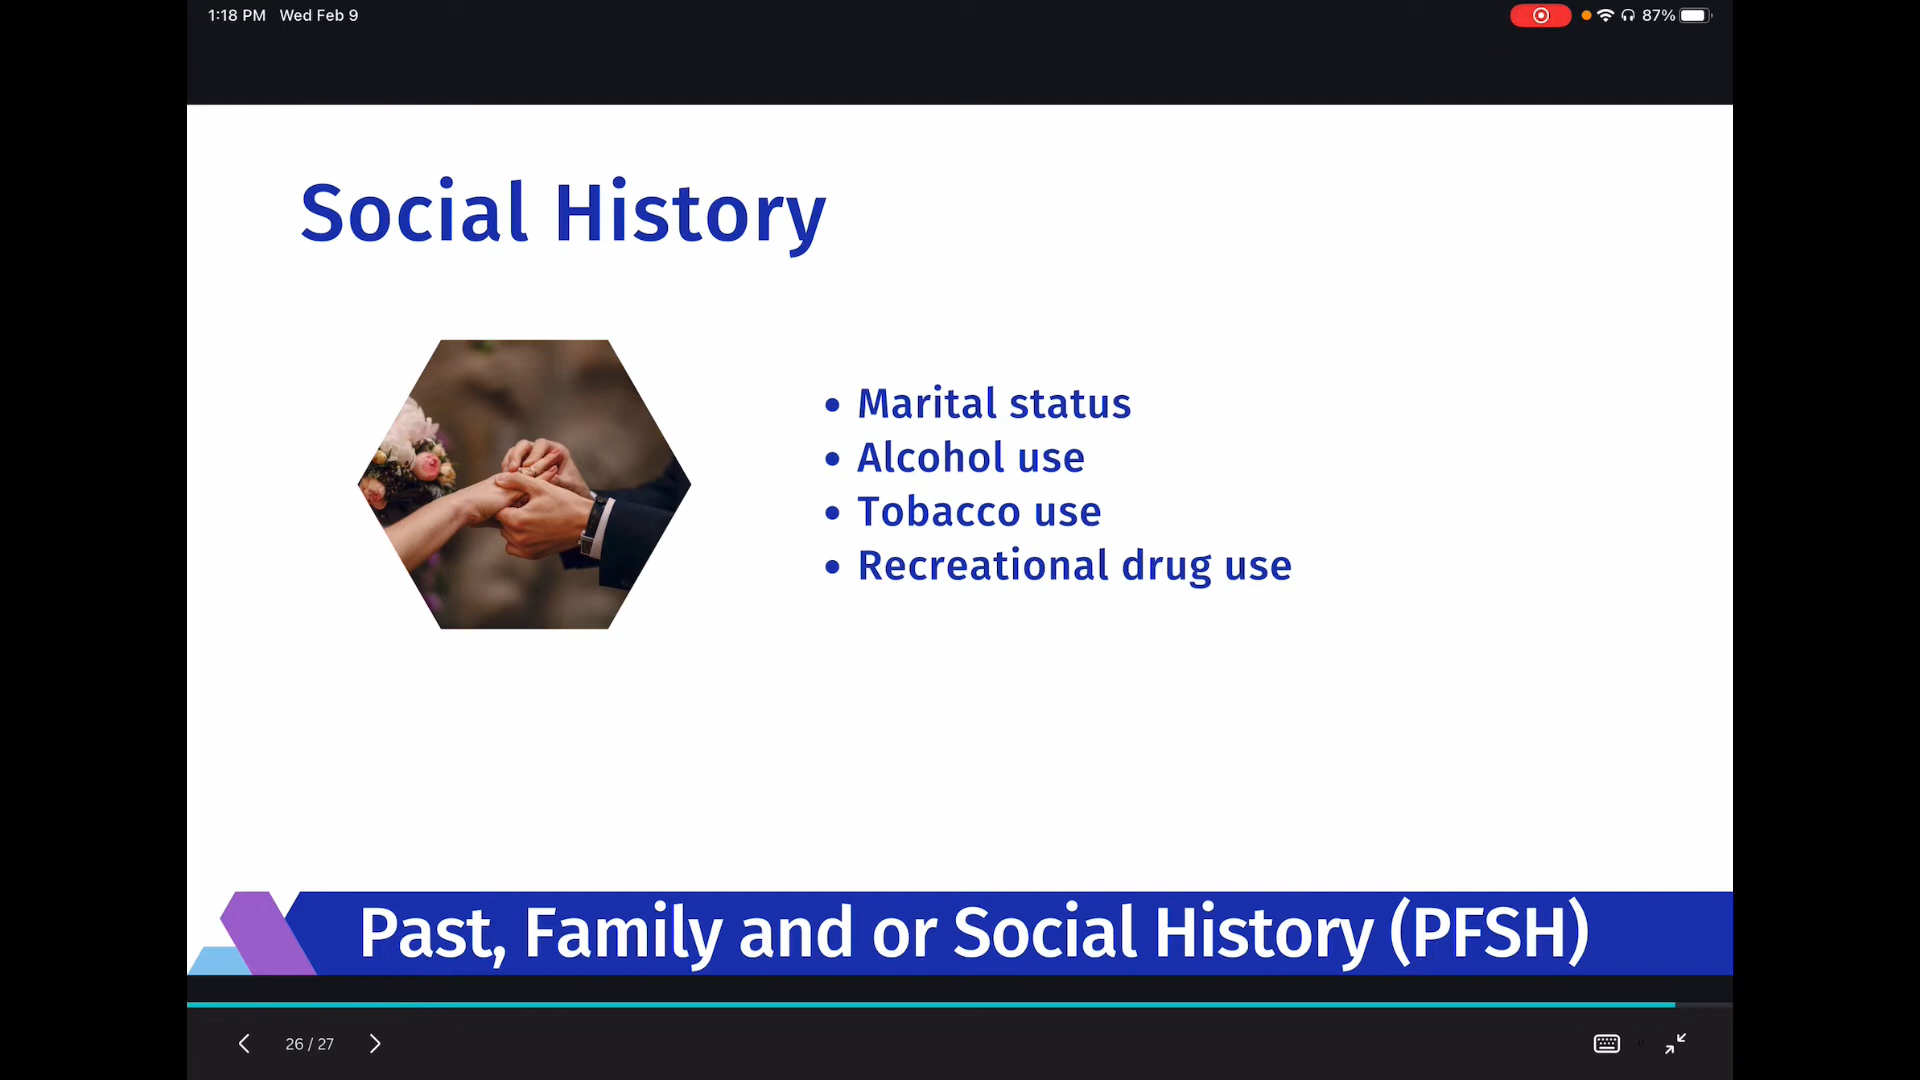 1:18 PM Wed Feb 9
87%
Social History
• Marital status
• Alcohol use
• Tobacco use
• Recreational drug use
Past, Family and or Social History (PFSH)
26 / 27